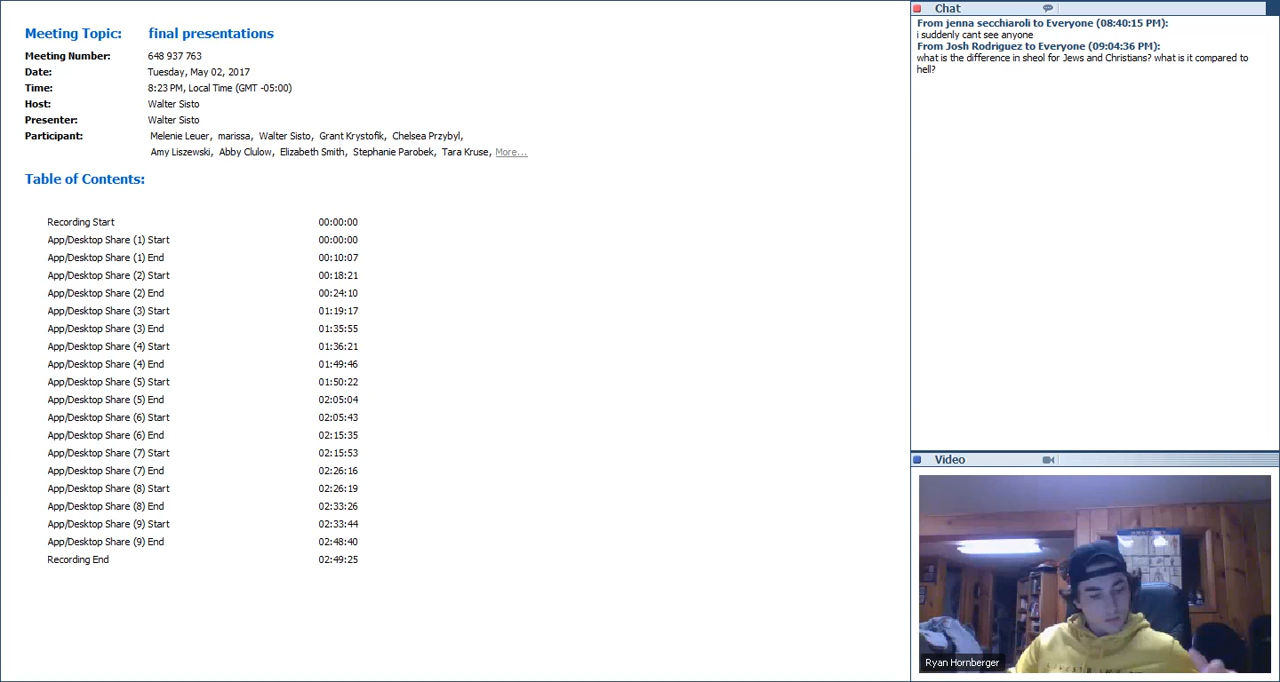 Meeting Topic: final presentations
Meeting Number: 648 937 763
Date: Tuesday, May 02, 2017
Time: 8:23 PM, Local Time (GMT -05:00)
Host: Walter Sisto
Presenter: Walter Sisto
Participant: Melenie Leuer, marissa, Walter Sisto, Grant Krystofik, Chelsea Przybyl,
Amy Liszewski, Abby Clulow, Elizabeth Smith, Stephanie Parobek, Tara Kruse, More...
Table of Contents:
Recording Start 00:00:00
App/Desktop Share (1) Start 00:00:00
App/Desktop Share (1) End 00:10:07
App/Desktop Share (2) Start 00:18:21
App/Desktop Share (2) End 00:24:10
App/Desktop Share (3) Start 01:19:17
App/Desktop Share (3) End 01:35:55
App/Desktop Share (4) Start 01:36:21
App/Desktop Share (4) End 01:49:46
App/Desktop Share (5) Start 01:50:22
App/Desktop Share (5) End 02:05:04
App/Desktop Share (6) Start 02:05:43
App/Desktop Share (6) End 02:15:35
App/Desktop Share (7) Start 02:15:53
App/Desktop Share (7) End 02:26:16
App/Desktop Share (8) Start 02:26:19
App/Desktop Share (8) End 02:33:26
App/Desktop Share (9) Start 02:33:44
App/Desktop Share (9) End 02:48:40
Recording End 02:49:25
Chat
From jenna secchiaroli to Everyone (08:40:15 PM):
i suddenly cant see anyone
From Josh Rodriguez to Everyone (09:04:36 PM):
what is the difference in sheol for Jews and Christians? what is it compared to
hell?
Video
Ryan Hornberger